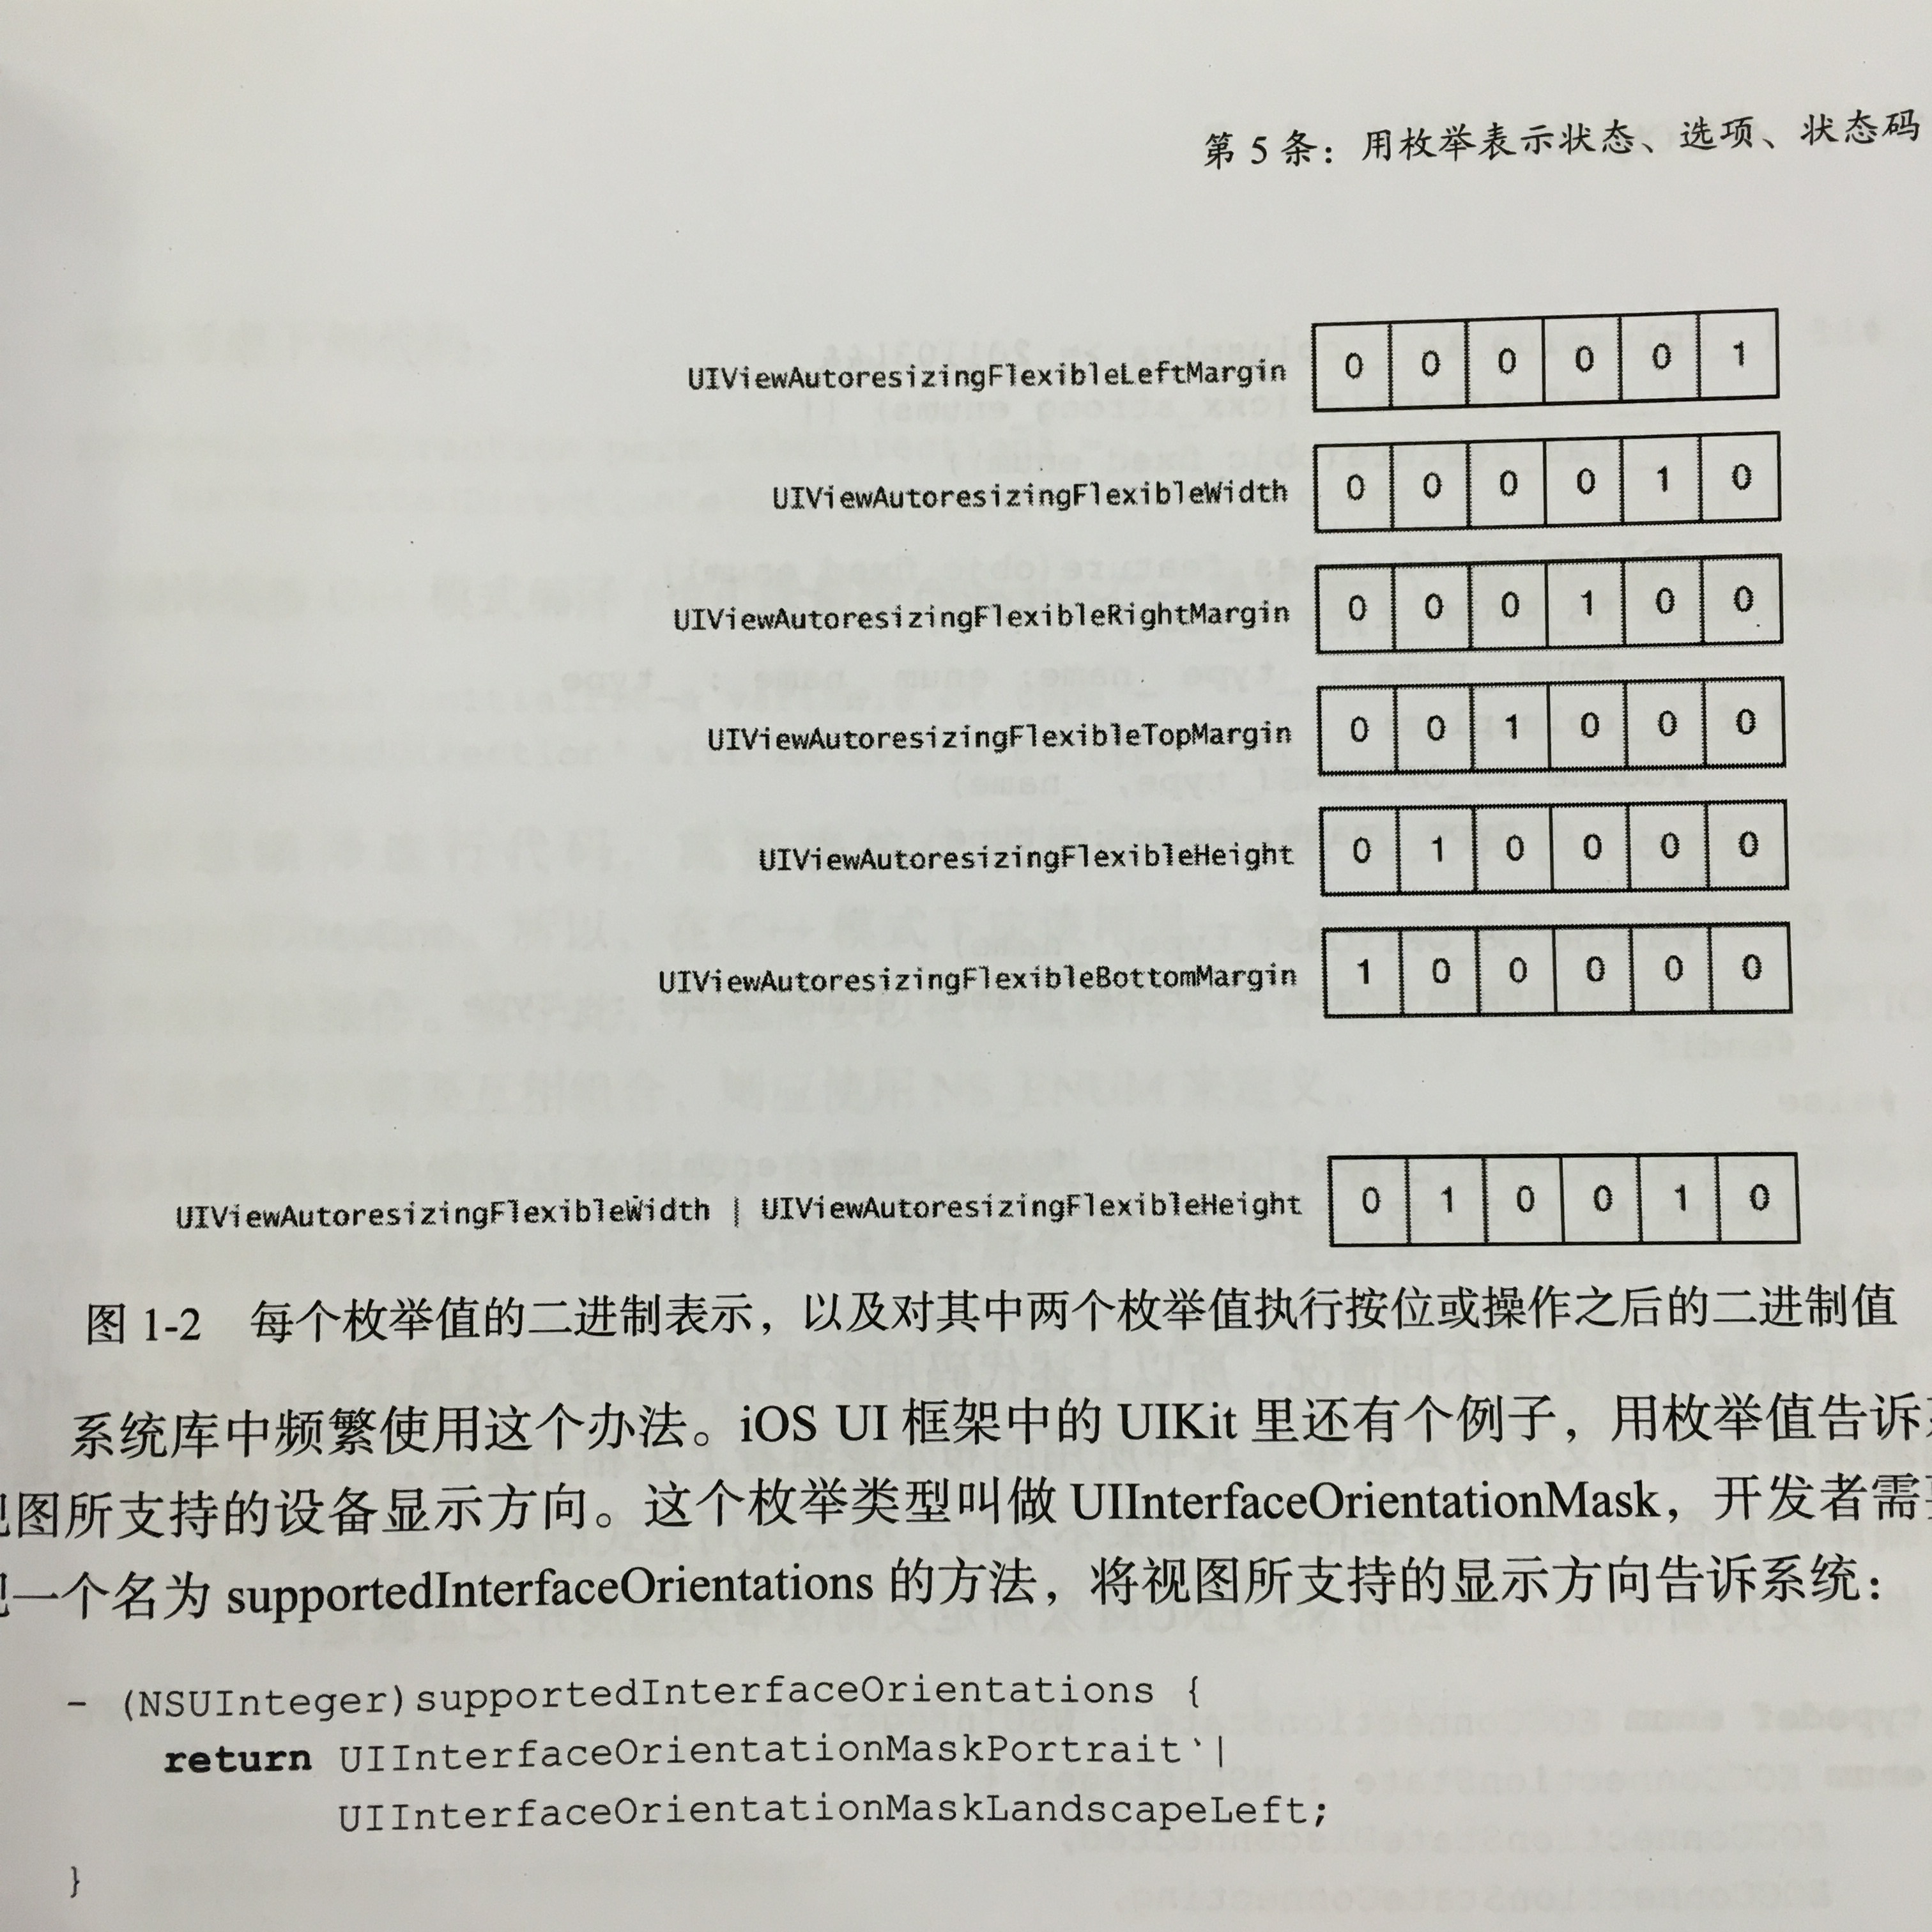 第 5 条：用枚举表示状态、选项、状态码
UIViewAutoresizingFlexibleLeftMargin 0 0 0 0 0 1
UIViewAutoresizingFlexibleWidth 0 0 0 0 1 0
UIViewAutoresizingFlexibleRightMargin 0 0 0 1 0 0
UIViewAutoresizingFlexibleTopMargin 0 0 1 0 0 0
UIViewAutoresizingFlexibleHeight 0 1 0 0 0 0
UIViewAutoresizingFlexibleBottomMargin 1 0 0 0 0 0
UIViewAutoresizingFlexibleWidth | UIViewAutoresizingFlexibleHeight 0 1 0 0 1 0
图 1-2 每个枚举值的二进制表示，以及对其中两个枚举值执行按位或操作之后的二进制值
系统库中频繁使用这个办法。iOS UI 框架中的 UIKit 里还有个例子，用枚举值告诉
图所支持的设备显示方向。这个枚举类型叫做 UIInterfaceOrientationMask，开发者需
一个名为 supportedInterfaceOrientations 的方法，将视图所支持的显示方向告诉系统：
- (NSUInteger)supportedInterfaceOrientations {
return UIInterfaceOrientationMaskPortrait |
UIInterfaceOrientationMaskLandscapeLeft;
}